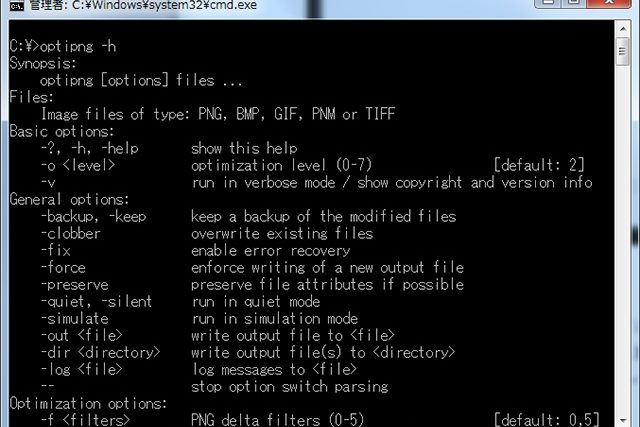 管理者: C:¥Windows¥system32¥cmd.exe
C:¥>optipng -h
Synopsis:
optipng [options] files ...
Files:
Image files of type: PNG, BMP, GIF, PNM or TIFF
Basic options:
-?, -h, -help show this help
-o <level> optimization level (0-7) [default: 2]
-v run in verbose mode / show copyright and version info
General options:
-backup, -keep keep a backup of the modified files
-clobber overwrite existing files
-fix enable error recovery
-force enforce writing of a new output file
-preserve preserve file attributes if possible
-quiet, -silent run in quiet mode
-simulate run in simulation mode
-out <file> write output file to <file>
-dir <directory> write output file(s) to <directory>
-log <file> log messages to <file>
-- stop option switch parsing
Optimization options:
-f <filters> PNG delta filters (0-5) [default: 0,5]